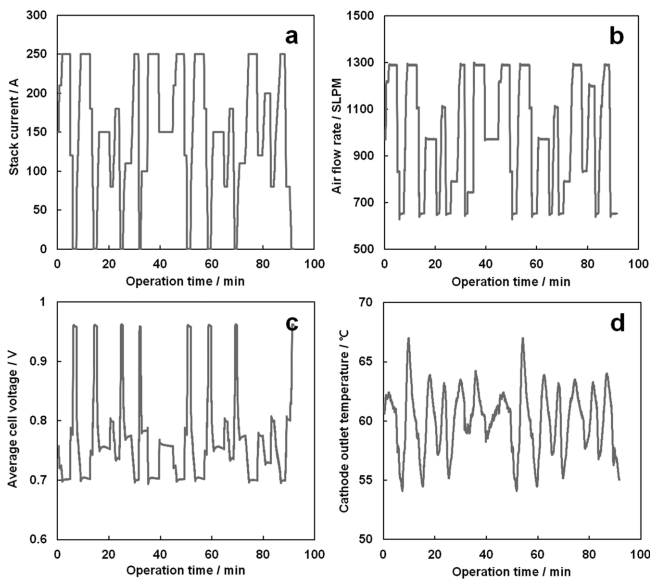 a
Stack current / A
300
250
200
150
100
50
0
0 20 40 60 80 100
Operation time / min
b
Air flow rate / SLPM
1500
1300
1100
900
700
500
0 20 40 60 80 100
Operation time / min
c
Average cell voltage / V
1
0.9
0.8
0.7
0.6
0 20 40 60 80 100
Operation time / min
d
Cathode outlet temperature / ℃
70
65
60
55
50
0 20 40 60 80 100
Operation time / min